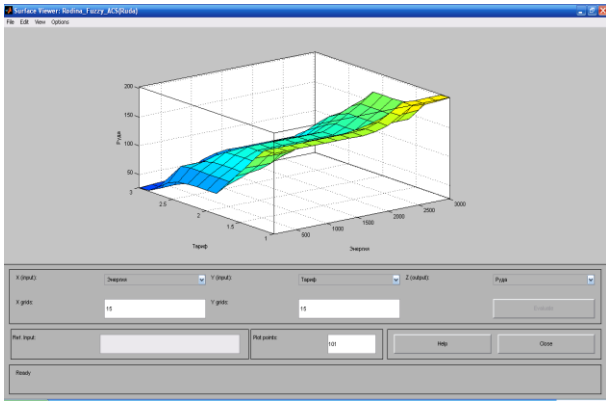 Surface Viewer: Rodina_Fuzzy_ACS(Ruda)
File Edit View Options
200
150
100
50
Руда
3
2.5
2
1.5
1
Тариф
500
1000
1500
2000
2500
3000
Энергия
X (input): Энергия Y (input): Тариф Z (output): Руда
X grids: 15 Y grids: 15 Evaluate
Ref. Input: Plot points: 101 Help Close
Ready